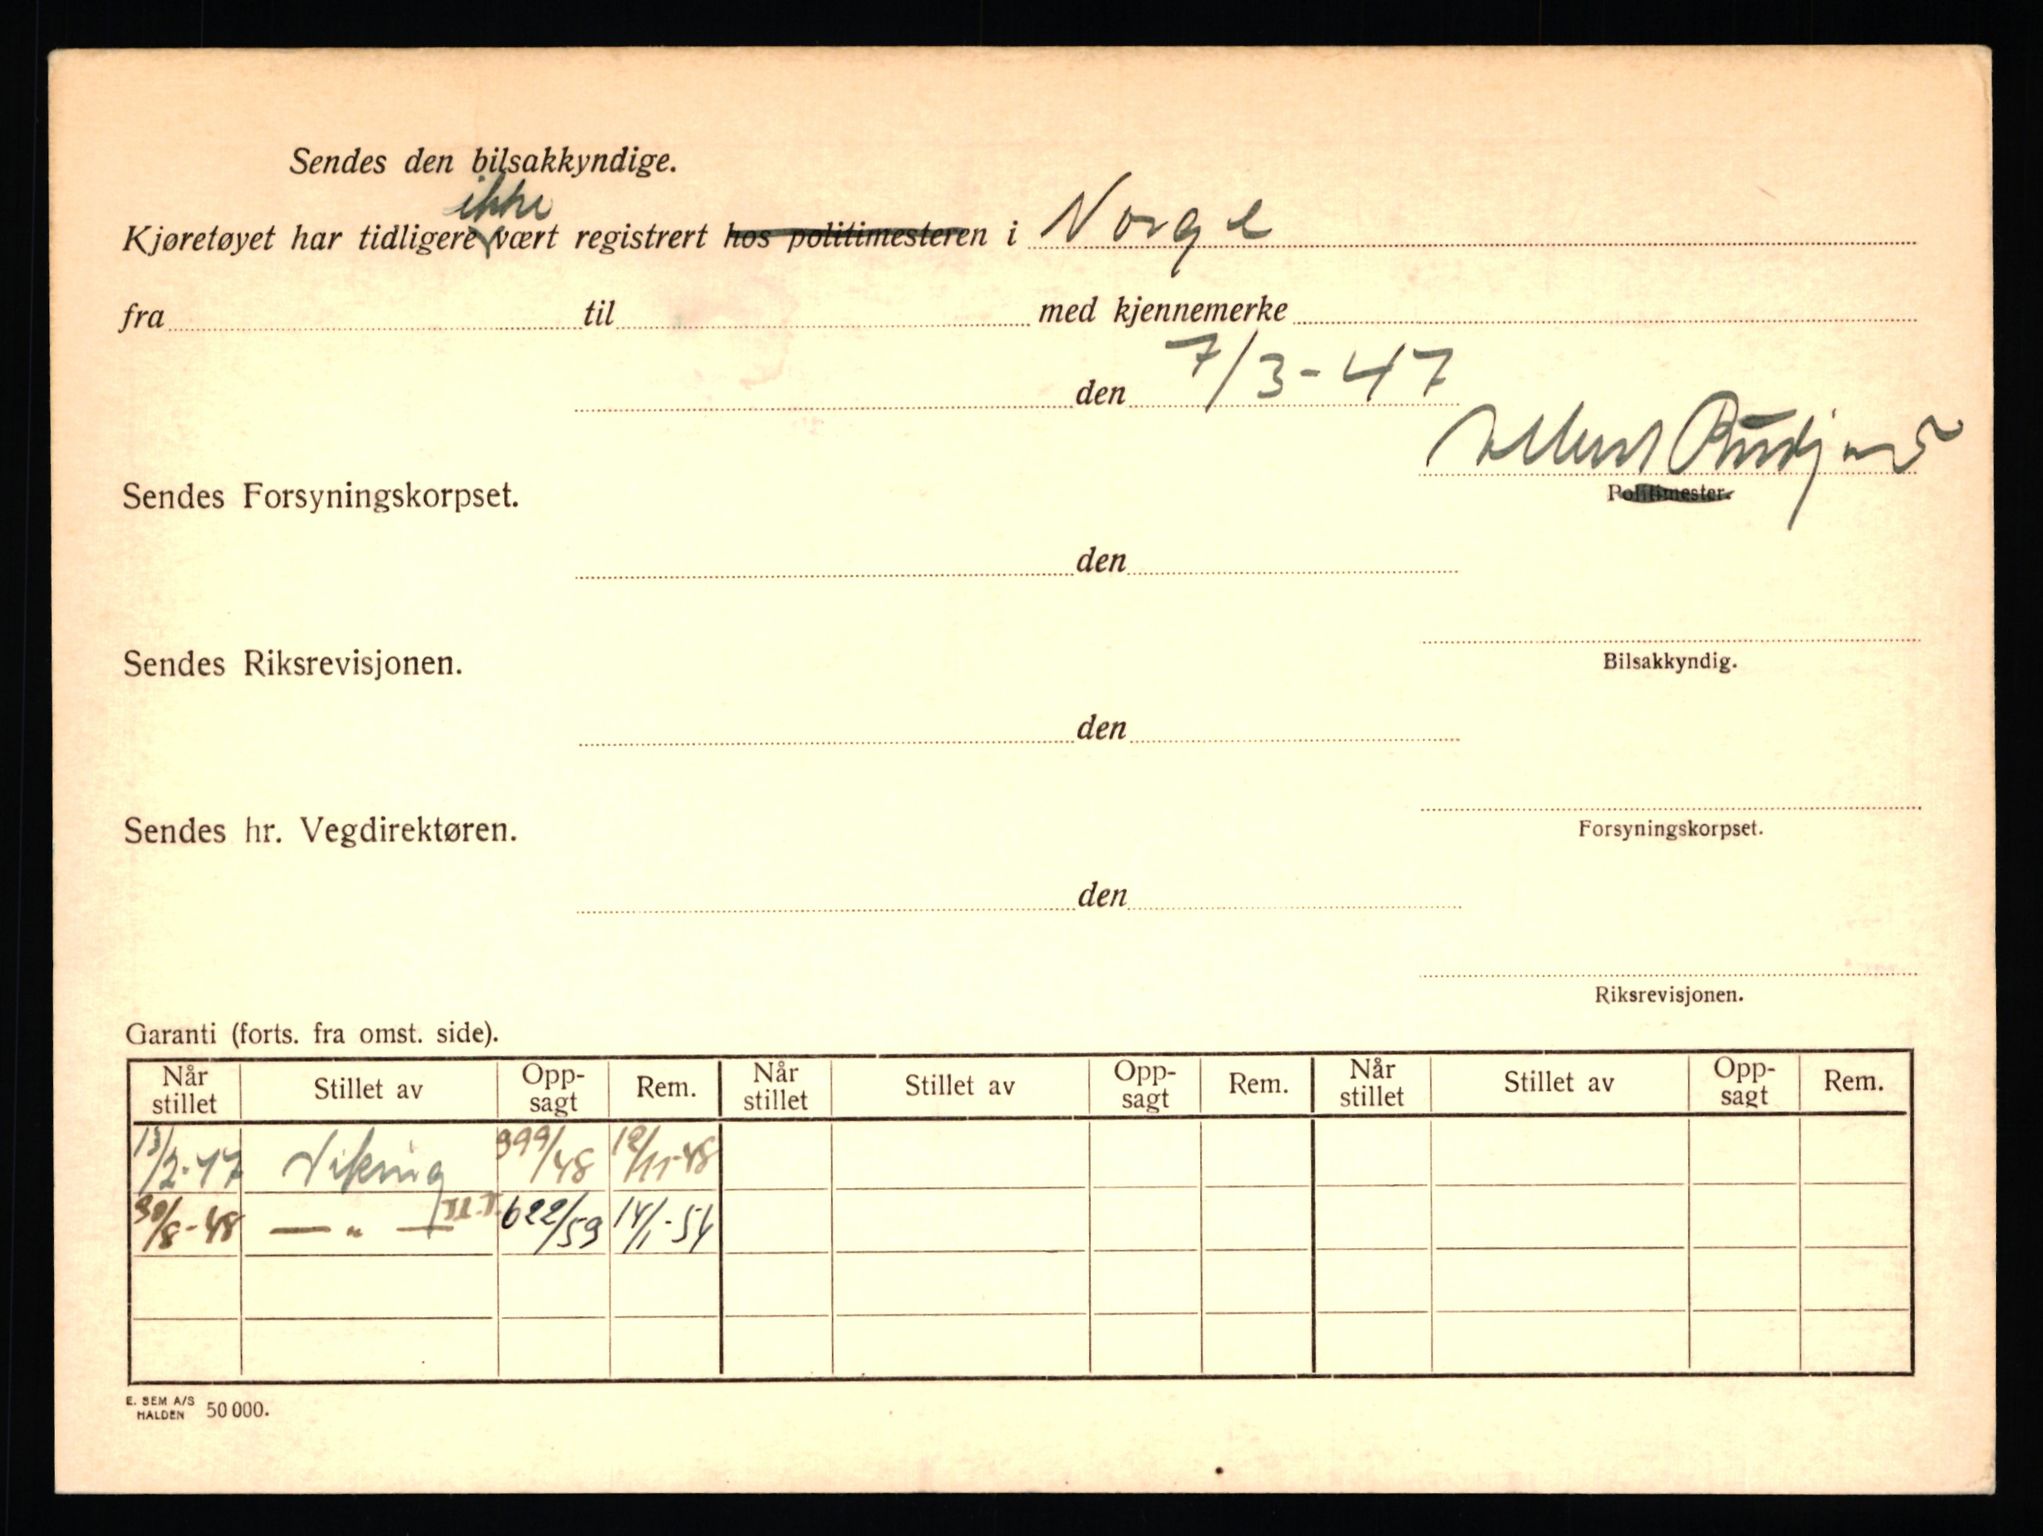 Sendes den bilsakkyndige.
ikke
Kjøretøyet har tidligere vært registrert hos politimesteren i Norge
fra til med kjennemerke
den 7/3-47
Albert
Politimester.
Sendes Forsyningskorpset.
den
Bilsakkyndig.
Sendes Riksrevisjonen.
den
Forsyningskorpset.
Sendes hr. Vegdirektøren.
den
Riksrevisjonen.
Garanti (forts. fra omst. side).
Når stillet Stillet av Opp-sagt Rem. Når stillet Stillet av Opp-sagt Rem. Når stillet Stillet av Opp-sagt Rem.
13/2-47 Viking 399/48 12/11-48
30/8-48 — " — 622/53 14/1-54
E. SEM A/S
HALDEN 50 000.